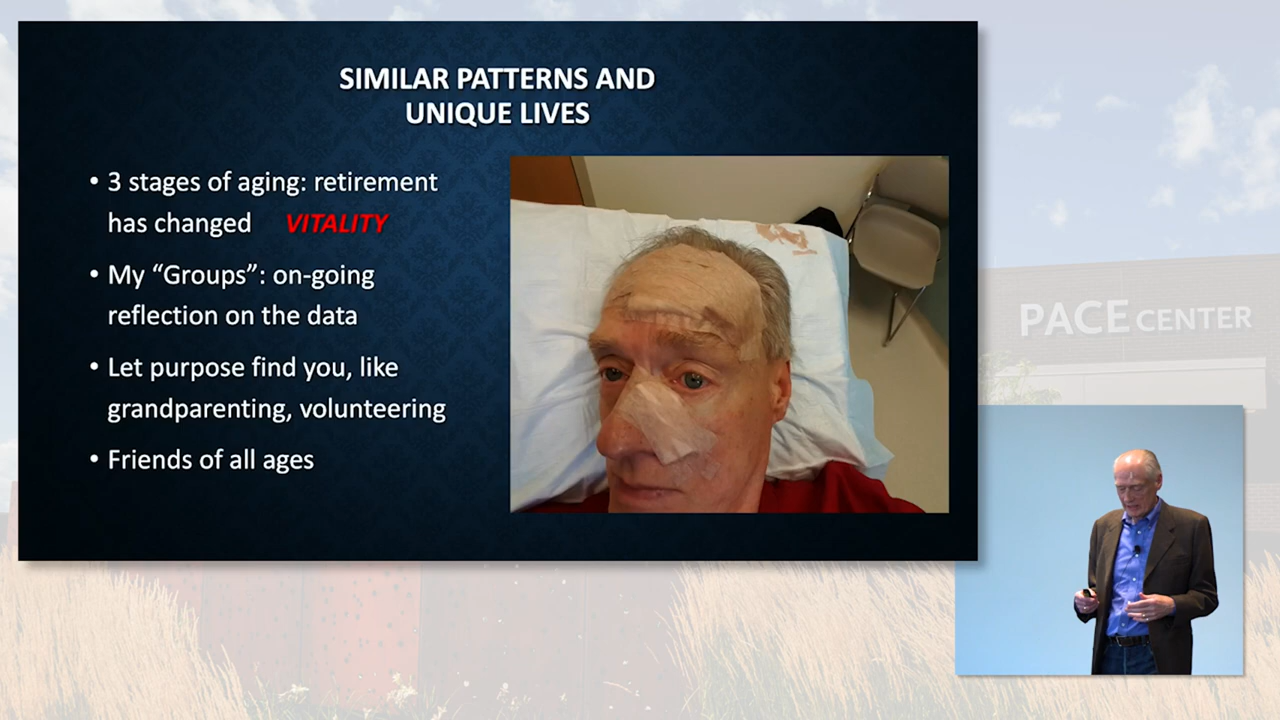 SIMILAR PATTERNS AND
UNIQUE LIVES
• 3 stages of aging: retirement
has changed VITALITY
• My “Groups”: on-going
reflection on the data
• Let purpose find you, like
grandparenting, volunteering
• Friends of all ages
PACE CENTER